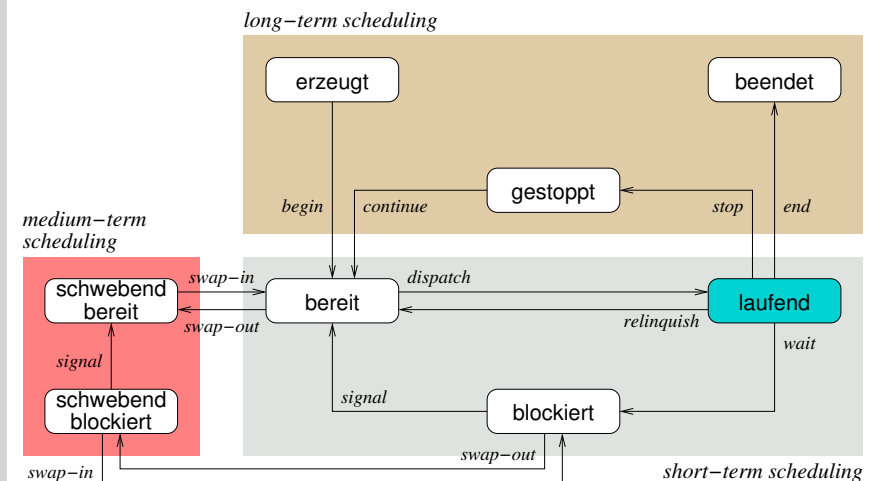 long−term scheduling
erzeugt
beendet
gestoppt
begin
continue
stop
end
medium−term
scheduling
swap−in
dispatch
schwebend
bereit
bereit
laufend
swap−out
relinquish
wait
signal
schwebend
blockiert
signal
blockiert
swap−out
swap−in
short−term scheduling